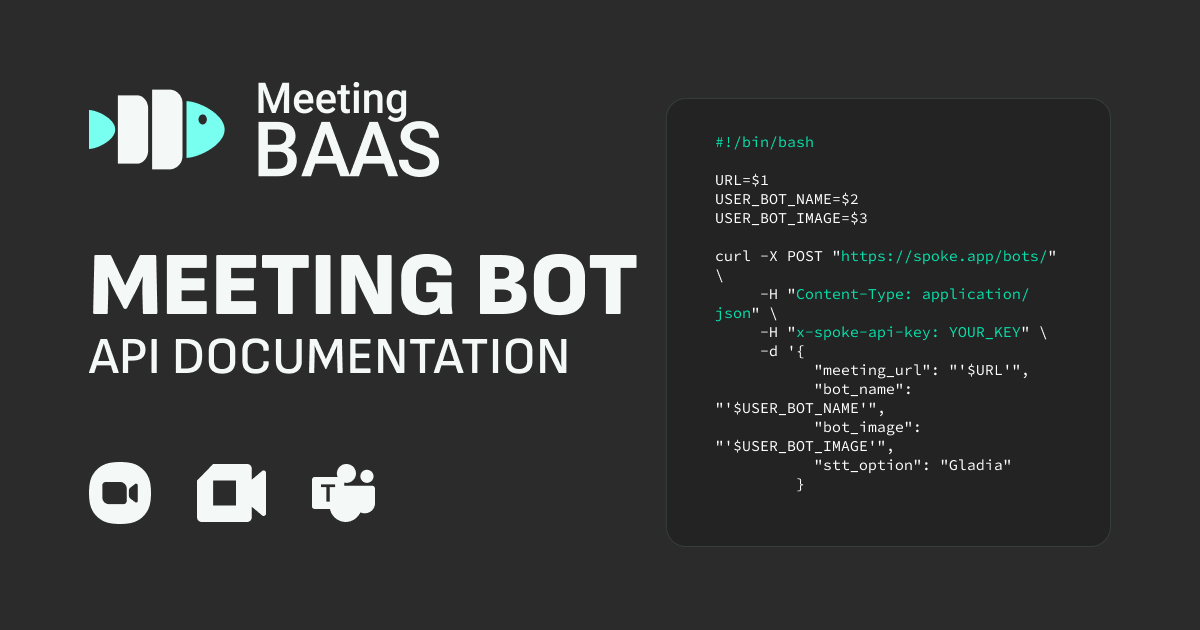 Meeting
BAAS
MEETING BOT
API DOCUMENTATION
T
#!/bin/bash
URL=$1
USER_BOT_NAME=$2
USER_BOT_IMAGE=$3
curl -X POST "https://spoke.app/bots/"
\
-H "Content-Type: application/
json" \
-H "x-spoke-api-key: YOUR_KEY" \
-d '{
"meeting_url": "'$URL'",
"bot_name":
"'$USER_BOT_NAME'",
"bot_image":
"'$USER_BOT_IMAGE'",
"stt_option": "Gladia"
}